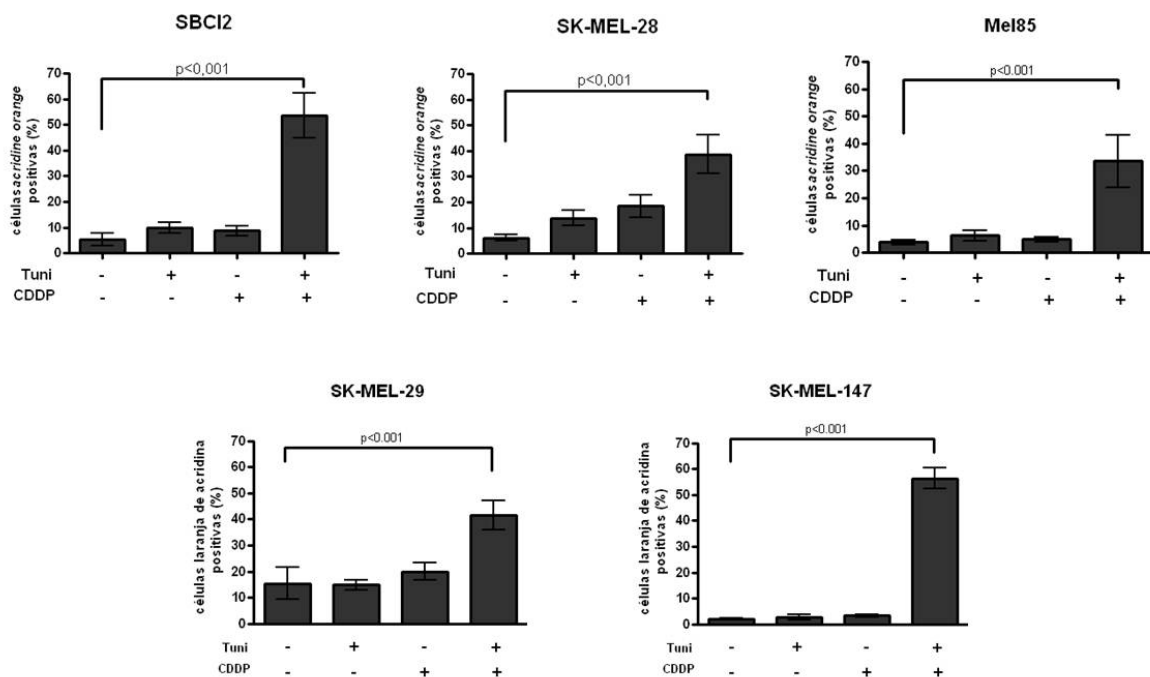 SBCl2
p<0,001
células acridine orange
positivas (%)
70
60
50
40
30
20
10
0
Tuni - + - +
CDDP - - + +
SK-MEL-28
p<0,001
células acridine orange
positivas (%)
70
60
50
40
30
20
10
0
Tuni - + - +
CDDP - - + +
Mel85
p<0.001
células acridine orange
positivas (%)
70
60
50
40
30
20
10
0
Tuni - + - +
CDDP - - + +
SK-MEL-29
p<0.001
células laranja de acridina
positivas (%)
70
60
50
40
30
20
10
0
Tuni - + - +
CDDP - - + +
SK-MEL-147
p<0.001
células laranja de acridina
positivas (%)
70
60
50
40
30
20
10
0
Tuni - + - +
CDDP - - + +